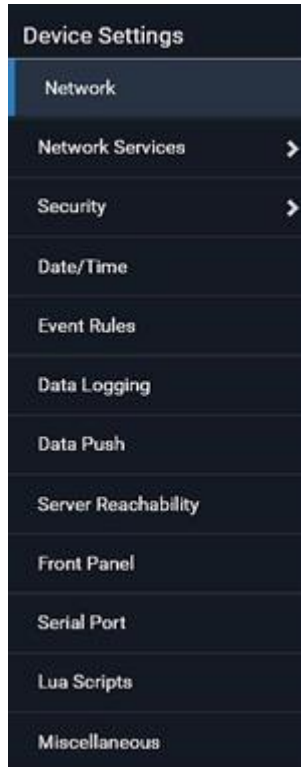 Device Settings
Network
Network Services
Security
Date/Time
Event Rules
Data Logging
Data Push
Server Reachability
Front Panel
Serial Port
Lua Scripts
Miscellaneous